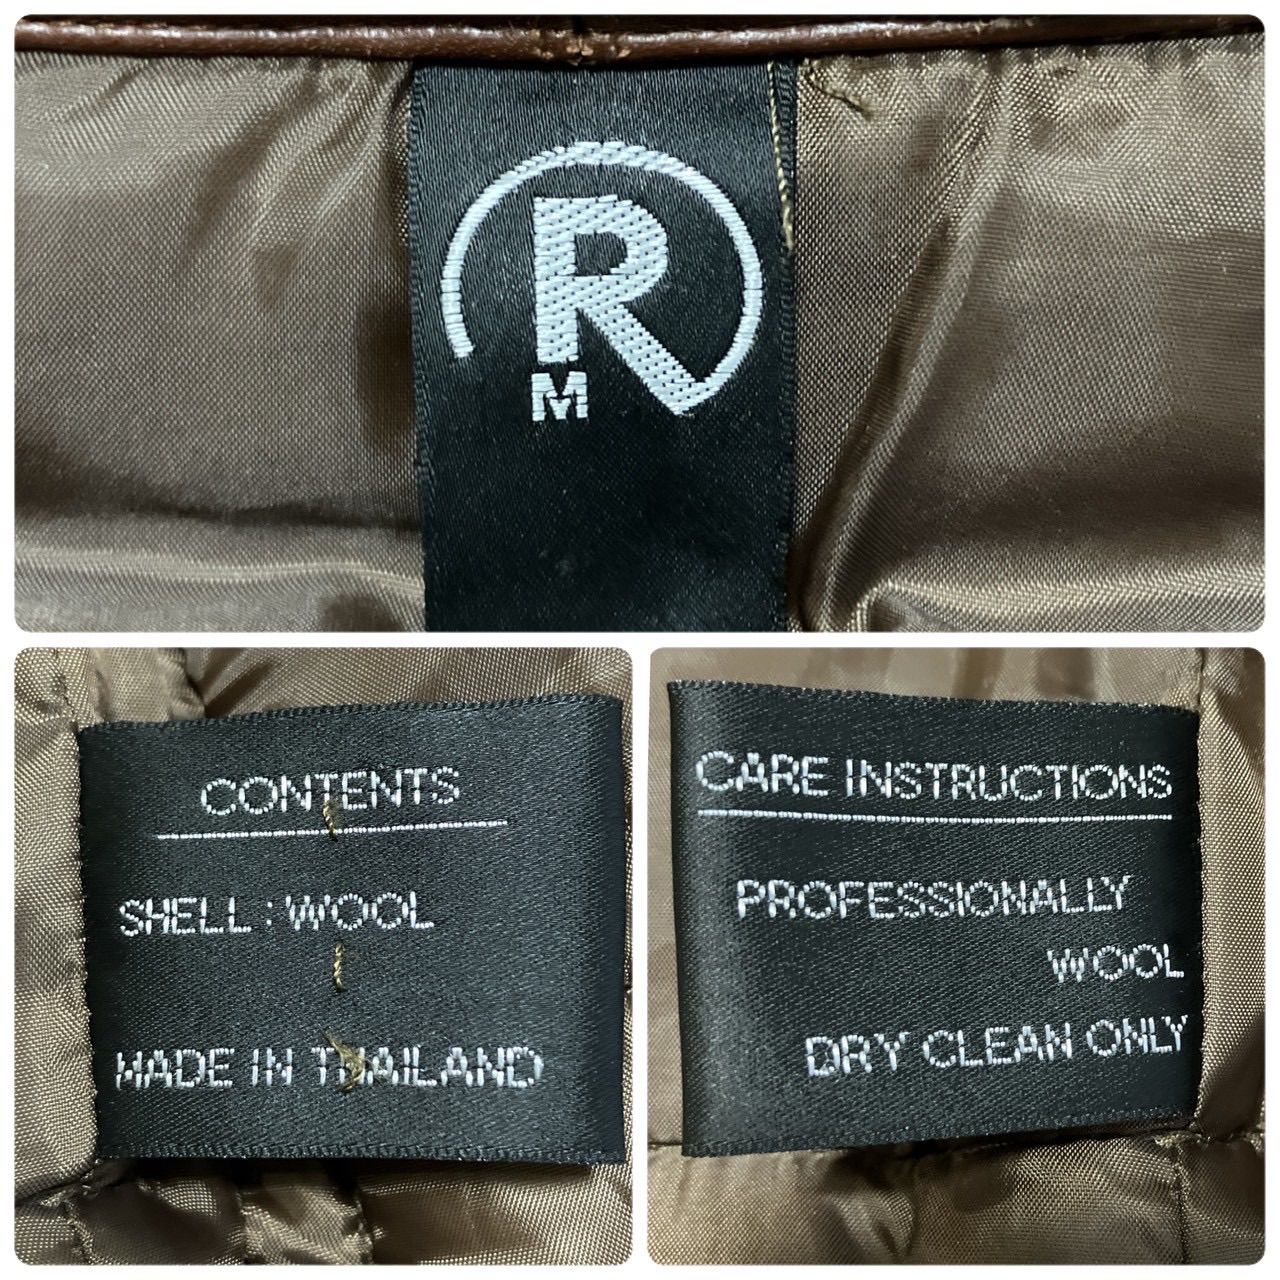 R
M
CONTENTS
SHELL : WOOL
MADE IN THAILAND
CARE INSTRUCTIONS
PROFESSIONALLY
WOOL
DRY CLEAN ONLY